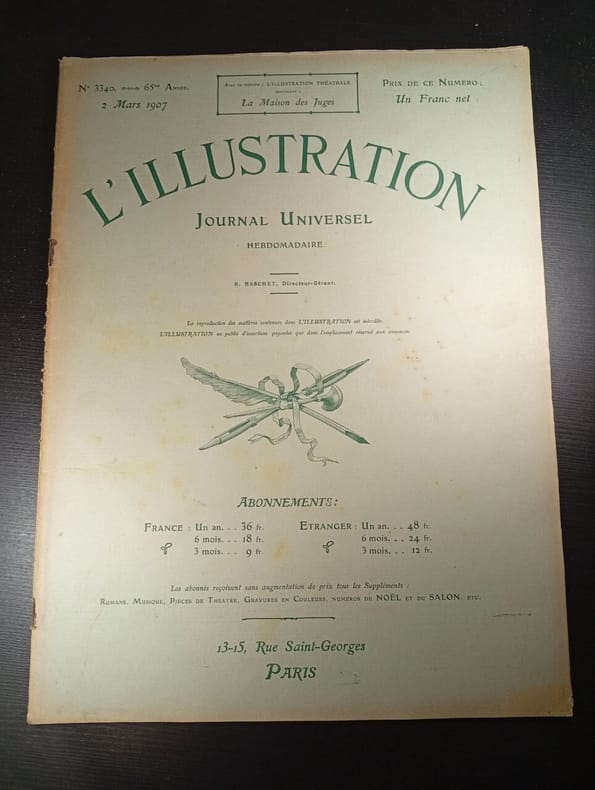 N° 3340. 65me Année.
2 Mars 1907
Avec ce numéro : L'ILLUSTRATION THÉATRALE
contenant :
La Maison des Juges
Prix de ce Numéro :
Un Franc net
L'ILLUSTRATION
Journal Universel
HEBDOMADAIRE
R. BASCHET, Directeur-Gérant.
La reproduction des matières contenues dans L'ILLUSTRATION est interdite.
L'ILLUSTRATION ne publie d'insertions payantes que dans l'emplacement réservé aux annonces.
ABONNEMENTS :
France : Un an. . . 36 fr.
6 mois. . . 18 fr.
3 mois. . . 9 fr.
Etranger : Un an. . . 48 fr.
6 mois. . . 24 fr.
3 mois. . . 12 fr.
Les abonnés reçoivent sans augmentation de prix tous les Suppléments :
Romans, Musique, Pièces de Théatre, Gravures en Couleurs, numéros de NOËL et du SALON, etc.
13-15, Rue Saint-Georges
Paris